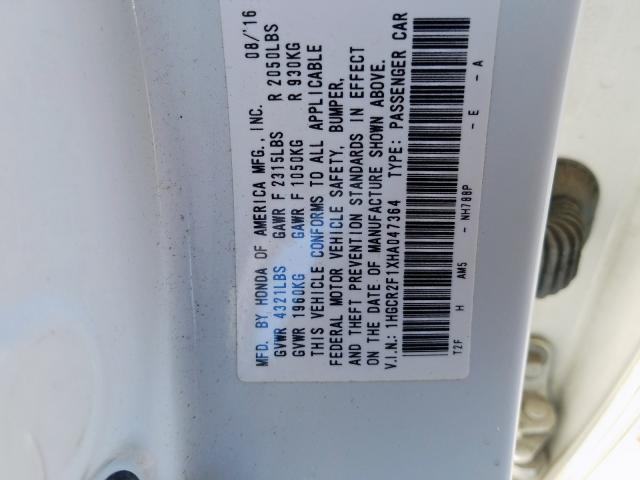 MFD. BY HONDA OF AMERICA MFG., INC. 08/'16
GVWR 4321LBS GAWR F 2315LBS R 2050LBS
GVWR 1960KG GAWR F 1050KG R 930KG
THIS VEHICLE CONFORMS TO ALL APPLICABLE
FEDERAL MOTOR VEHICLE SAFETY, BUMPER,
AND THEFT PREVENTION STANDARDS IN EFFECT
ON THE DATE OF MANUFACTURE SHOWN ABOVE.
V.I.N.: 1HGCR2F1XHA047364 TYPE: PASSENGER CAR
T2F H AM5 - NH788P - E - A